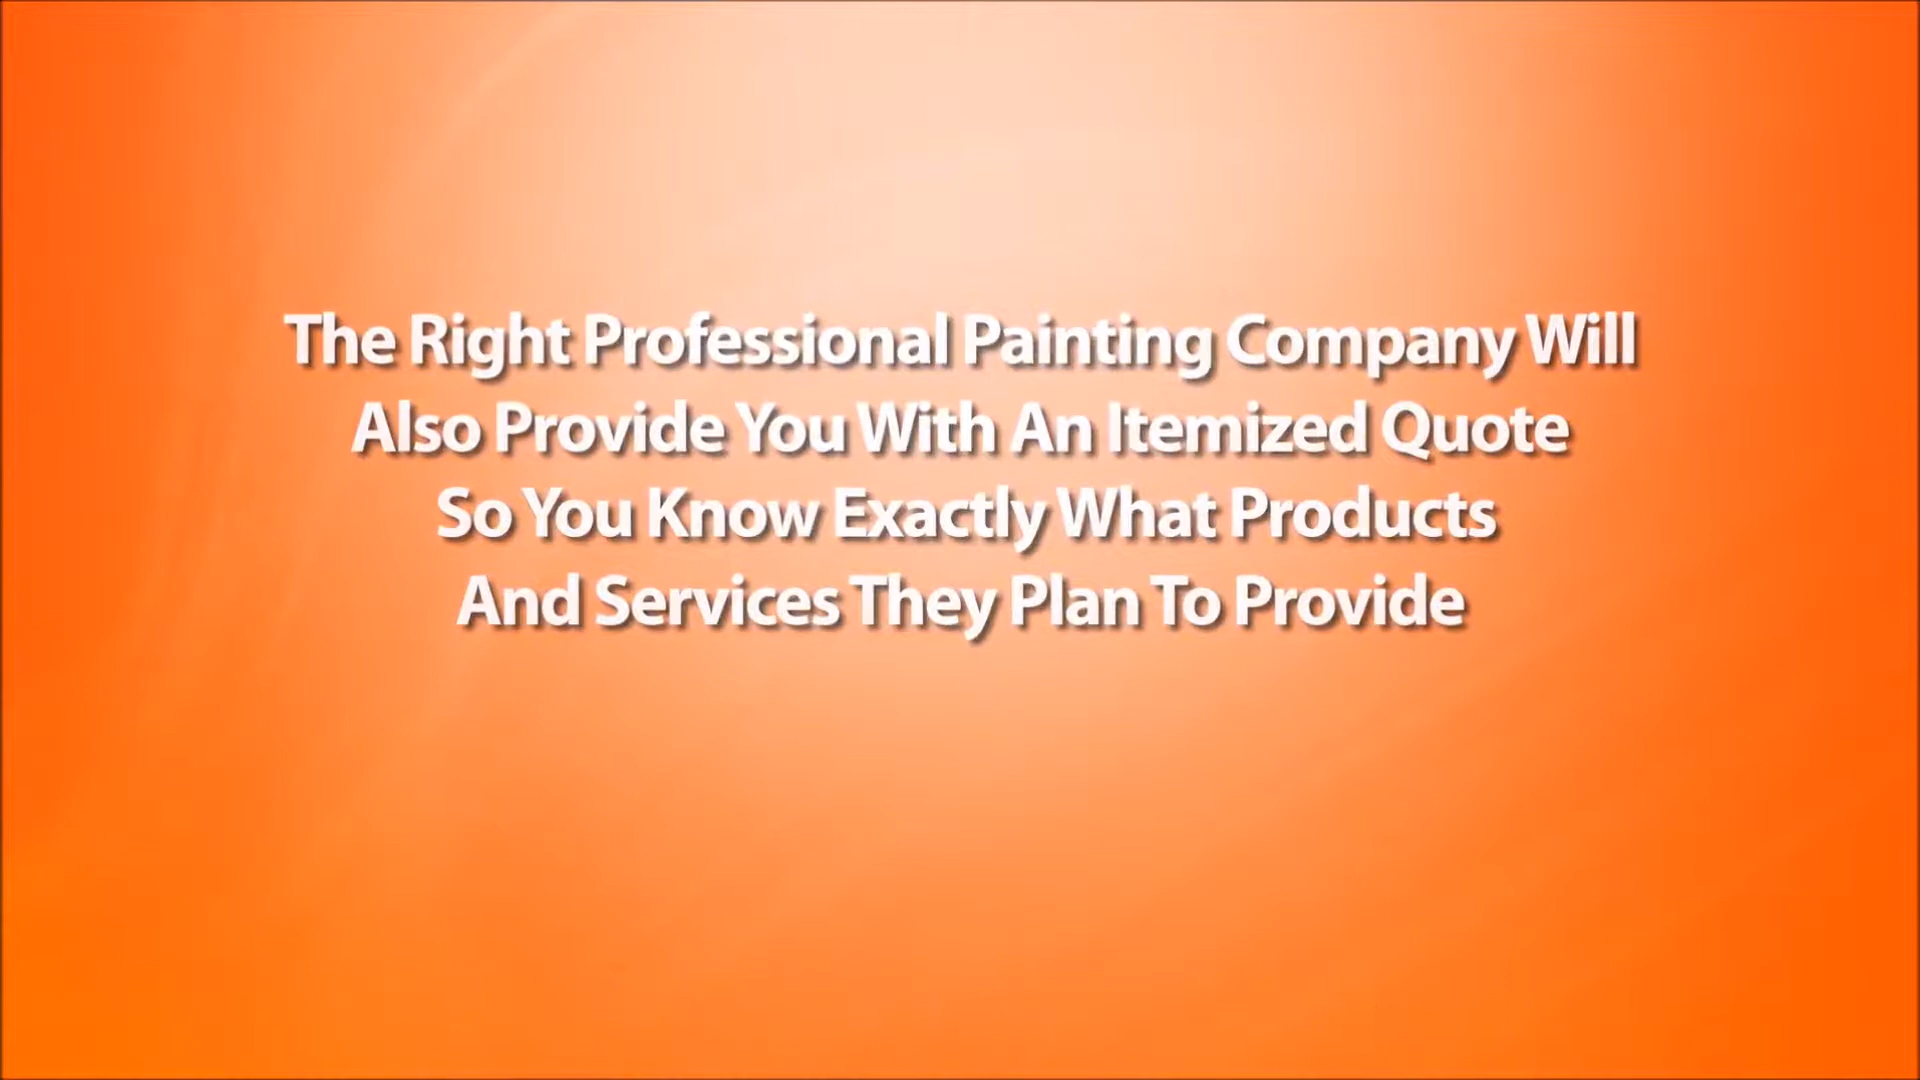 The Right Professional Painting Company Will
Also Provide You With An Itemized Quote
So You Know Exactly What Products
And Services They Plan To Provide